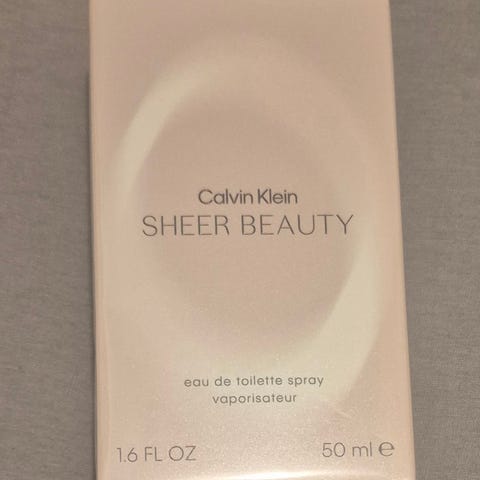 Calvin Klein
SHEER BEAUTY
eau de toilette spray
vaporisateur
1.6 FL OZ 50 ml ℮